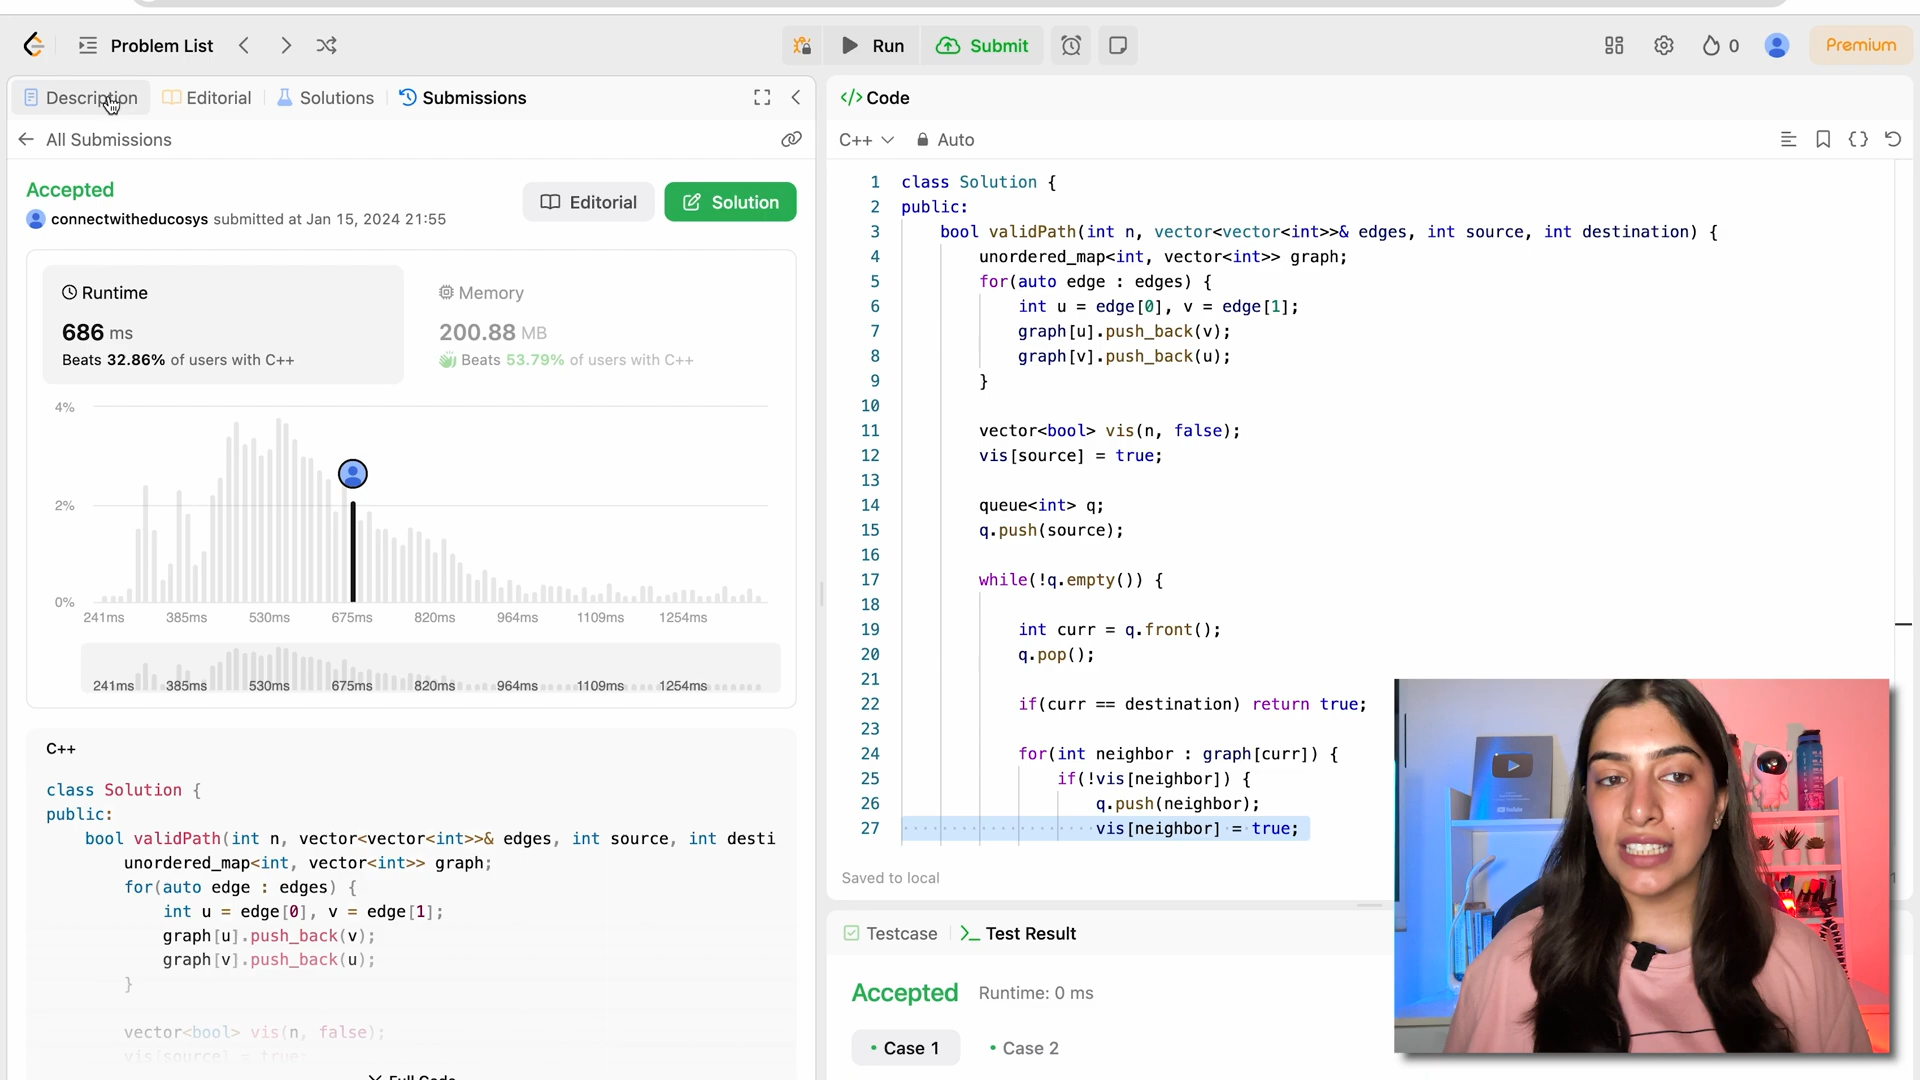 Problem List
Run
Submit
0
Premium
Description
Editorial
Solutions
Submissions
All Submissions
Accepted
connectwitheducosys submitted at Jan 15, 2024 21:55
Editorial
Solution
Runtime
686 ms
Beats 32.86% of users with C++
Memory
200.88 MB
Beats 53.79% of users with C++
4%
2%
0%
241ms 385ms 530ms 675ms 820ms 964ms 1109ms 1254ms
241ms 385ms 530ms 675ms 820ms 964ms 1109ms 1254ms
C++
class Solution {
public:
bool validPath(int n, vector<vector<int>>& edges, int source, int desti
unordered_map<int, vector<int>> graph;
for(auto edge : edges) {
int u = edge[0], v = edge[1];
graph[u].push_back(v);
graph[v].push_back(u);
}
vector<bool> vis(n, false);
vis[source] = true;
Full Code
</> Code
C++
Auto
1 class Solution {
2 public:
3 bool validPath(int n, vector<vector<int>>& edges, int source, int destination) {
4 unordered_map<int, vector<int>> graph;
5 for(auto edge : edges) {
6 int u = edge[0], v = edge[1];
7 graph[u].push_back(v);
8 graph[v].push_back(u);
9 }
10
11 vector<bool> vis(n, false);
12 vis[source] = true;
13
14 queue<int> q;
15 q.push(source);
16
17 while(!q.empty()) {
18
19 int curr = q.front();
20 q.pop();
21
22 if(curr == destination) return true;
23
24 for(int neighbor : graph[curr]) {
25 if(!vis[neighbor]) {
26 q.push(neighbor);
27 vis[neighbor] = true;
Saved to local
Testcase
Test Result
Accepted
Runtime: 0 ms
Case 1
Case 2